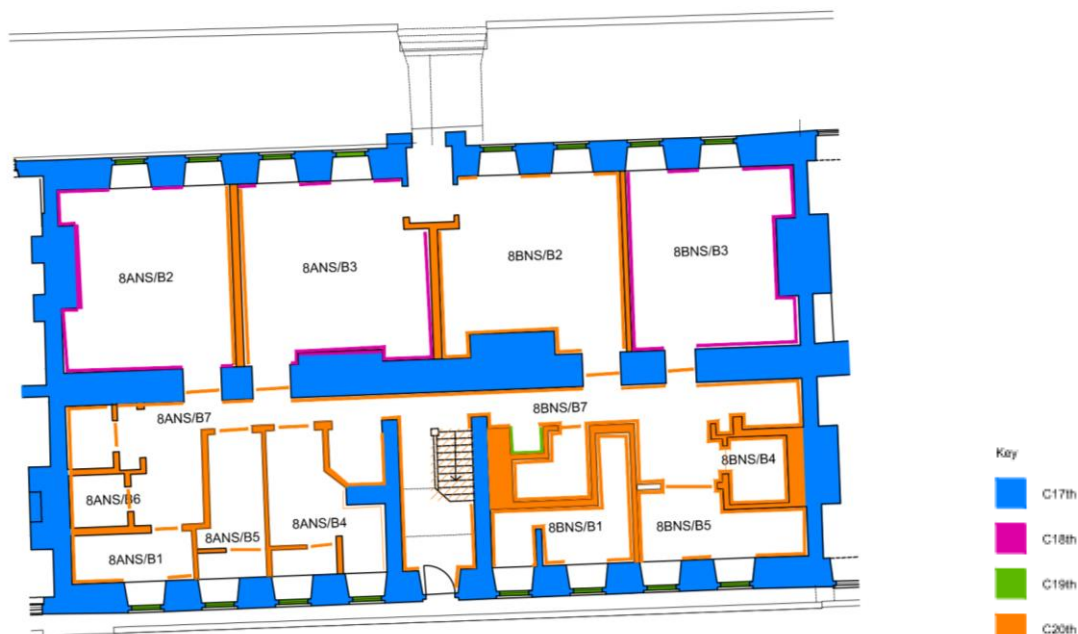 8ANS/B2
8ANS/B3
8BNS/B2
8BNS/B3
8ANS/B7
8BNS/B7
8BNS/B4
8ANS/B6
8ANS/B4
8BNS/B1
8BNS/B5
8ANS/B5
8ANS/B1
Key
C17th
C18th
C19th
C20th